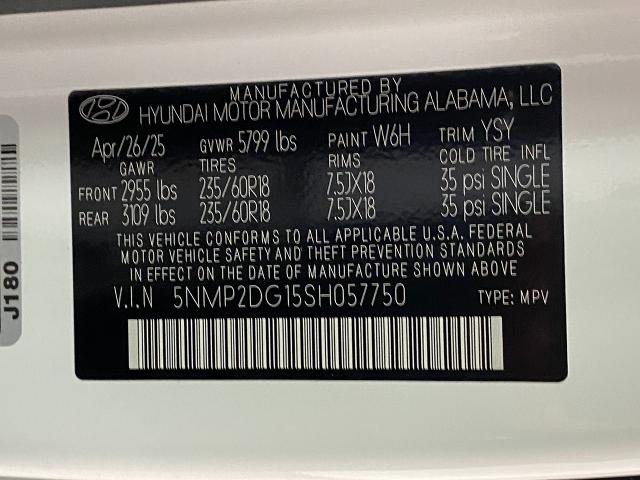 MANUFACTURED BY
HYUNDAI MOTOR MANUFACTURING ALABAMA, LLC
Apr/26/25 GVWR 5799 lbs PAINT W6H TRIM YSY
GAWR TIRES RIMS COLD TIRE INFL
FRONT 2955 lbs 235/60R18 7.5JX18 35 psi SINGLE
REAR 3109 lbs 235/60R18 7.5JX18 35 psi SINGLE
THIS VEHICLE CONFORMS TO ALL APPLICABLE U.S.A. FEDERAL
MOTOR VEHICLE SAFETY AND THEFT PREVENTION STANDARDS
IN EFFECT ON THE DATE OF MANUFACTURE SHOWN ABOVE.
V.I.N 5NMP2DG15SH057750 TYPE: MPV
J180